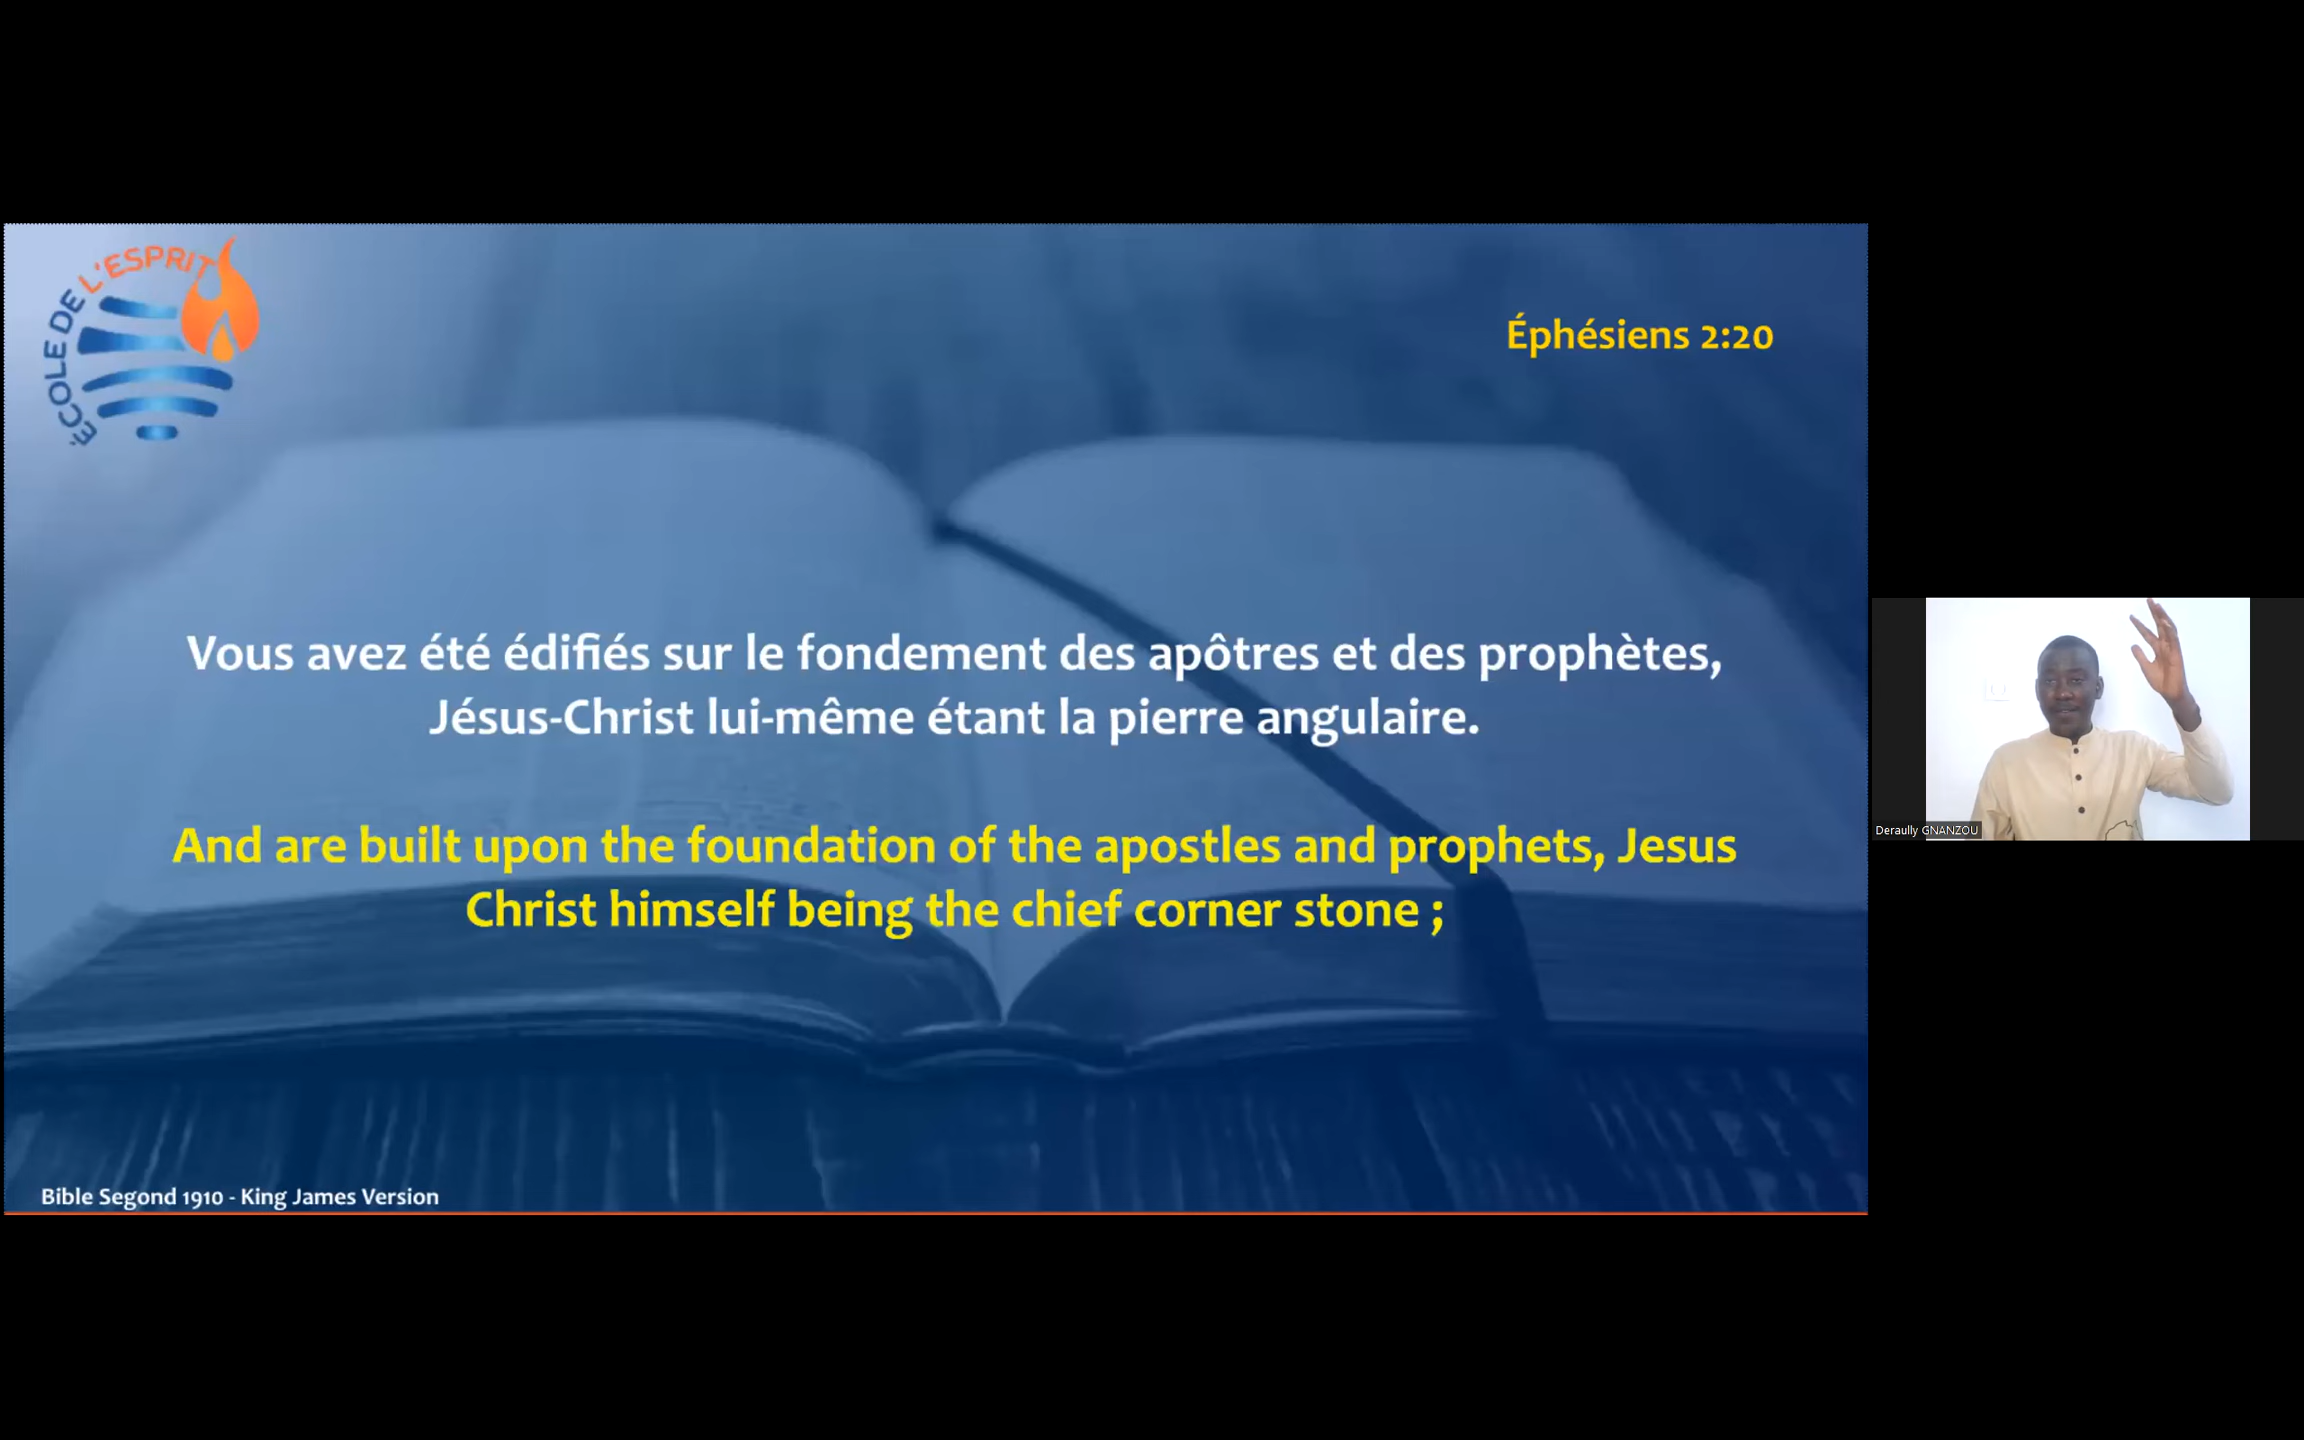 ÉCOLE DE L'ESPRIT
Éphésiens 2:20
Vous avez été édifiés sur le fondement des apôtres et des prophètes,
Jésus-Christ lui-même étant la pierre angulaire.
And are built upon the foundation of the apostles and prophets, Jesus
Christ himself being the chief corner stone ;
Deraully GNANZOU
Bible Segond 1910 - King James Version